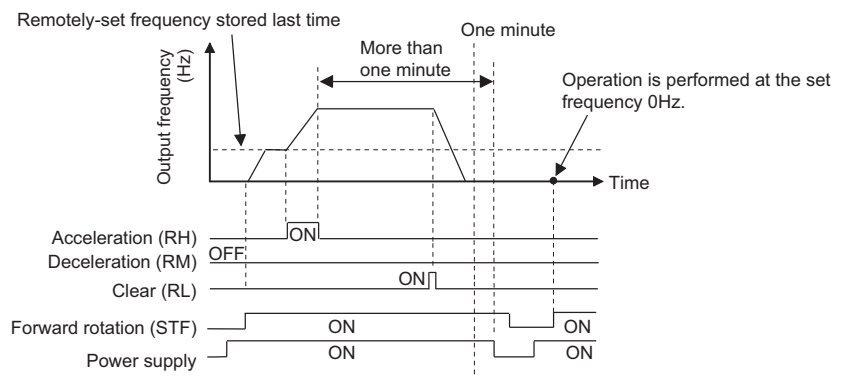 Remotely-set frequency stored last time
One minute
More than
one minute
Operation is performed at the set
frequency 0Hz.
Output frequency
(Hz)
Time
Acceleration (RH)
ON
Deceleration (RM)
OFF
Clear (RL)
ON
Forward rotation (STF)
ON
ON
Power supply
ON
ON